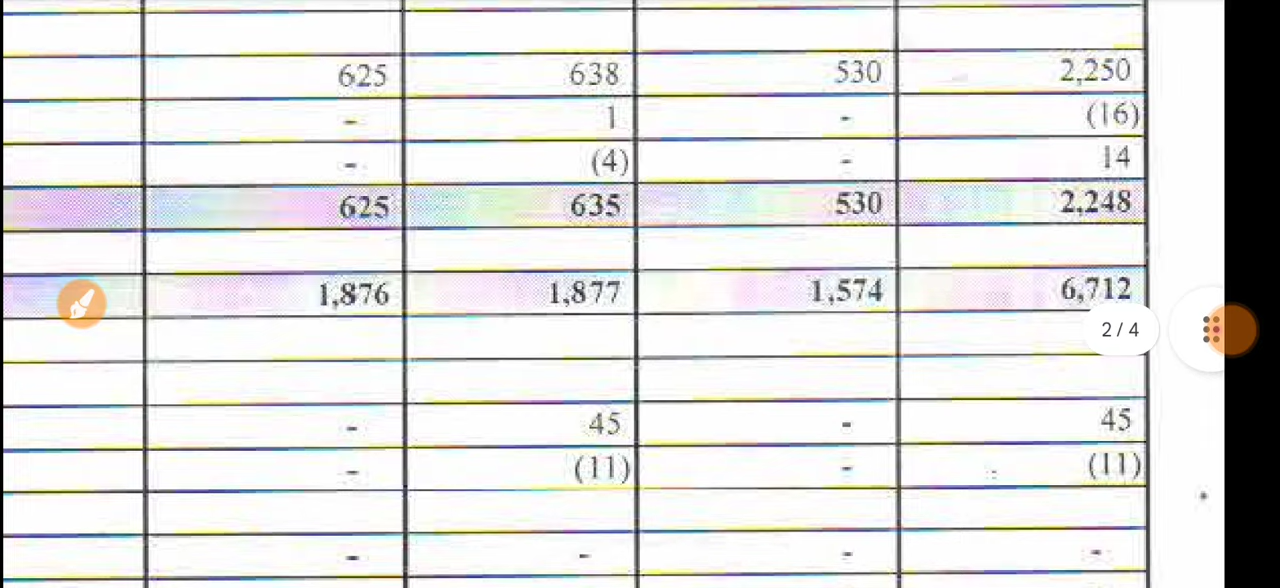 625 638 530 2,250
- 1 - (16)
- (4) - 14
625 635 530 2,248
1,876 1,877 1,574 6,712
2 / 4
- 45 - 45
- (11) - (11)
- - - -